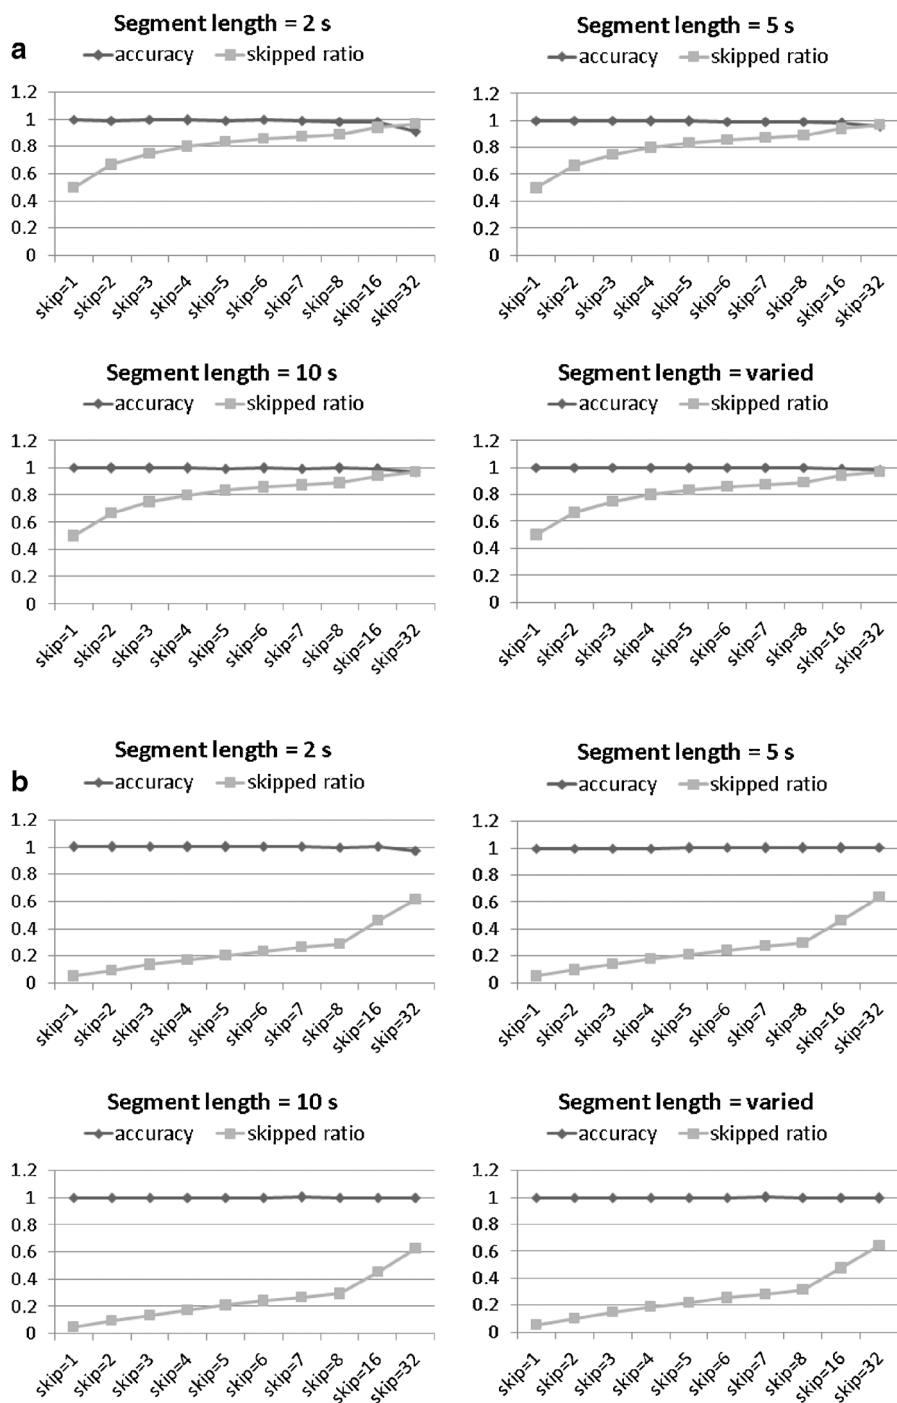 a
Segment length = 2 s
accuracy skipped ratio
1.2
1
0.8
0.6
0.4
0.2
0
skip=1
skip=2
skip=3
skip=4
skip=5
skip=6
skip=7
skip=8
skip=16
skip=32
Segment length = 5 s
accuracy skipped ratio
1.2
1
0.8
0.6
0.4
0.2
0
skip=1
skip=2
skip=3
skip=4
skip=5
skip=6
skip=7
skip=8
skip=16
skip=32
Segment length = 10 s
accuracy skipped ratio
1.2
1
0.8
0.6
0.4
0.2
0
skip=1
skip=2
skip=3
skip=4
skip=5
skip=6
skip=7
skip=8
skip=16
skip=32
Segment length = varied
accuracy skipped ratio
1.2
1
0.8
0.6
0.4
0.2
0
skip=1
skip=2
skip=3
skip=4
skip=5
skip=6
skip=7
skip=8
skip=16
skip=32
b
Segment length = 2 s
accuracy skipped ratio
1.2
1
0.8
0.6
0.4
0.2
0
skip=1
skip=2
skip=3
skip=4
skip=5
skip=6
skip=7
skip=8
skip=16
skip=32
Segment length = 5 s
accuracy skipped ratio
1.2
1
0.8
0.6
0.4
0.2
0
skip=1
skip=2
skip=3
skip=4
skip=5
skip=6
skip=7
skip=8
skip=16
skip=32
Segment length = 10 s
accuracy skipped ratio
1.2
1
0.8
0.6
0.4
0.2
0
skip=1
skip=2
skip=3
skip=4
skip=5
skip=6
skip=7
skip=8
skip=16
skip=32
Segment length = varied
accuracy skipped ratio
1.2
1
0.8
0.6
0.4
0.2
0
skip=1
skip=2
skip=3
skip=4
skip=5
skip=6
skip=7
skip=8
skip=16
skip=32